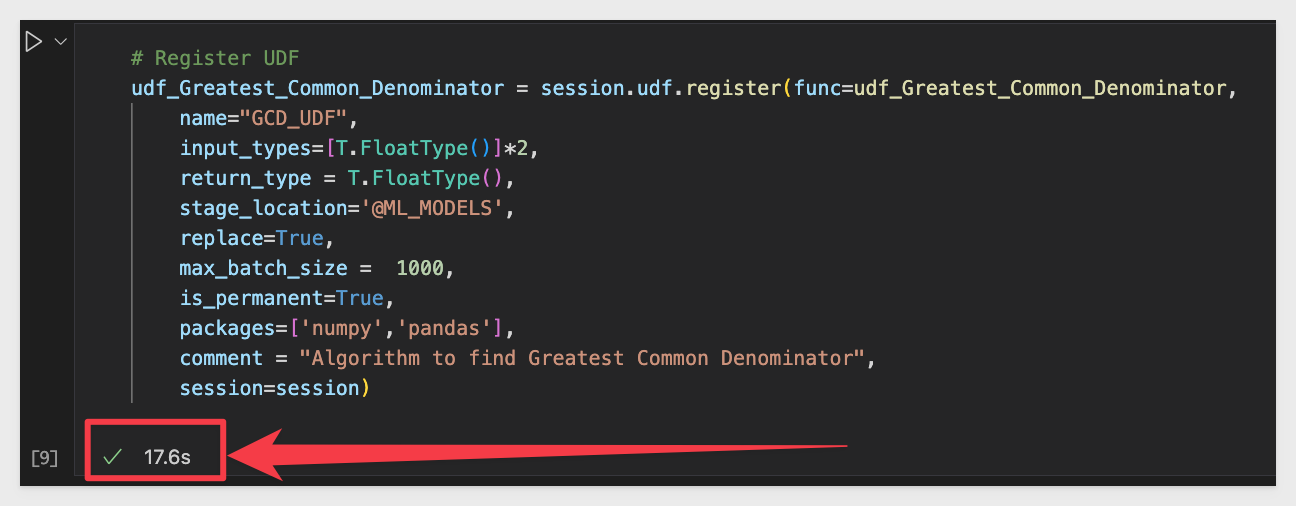 # Register UDF
udf_Greatest_Common_Denominator = session.udf.register(func=udf_Greatest_Common_Denominator,
name="GCD_UDF",
input_types=[T.FloatType()]*2,
return_type = T.FloatType(),
stage_location='@ML_MODELS',
replace=True,
max_batch_size =  1000,
is_permanent=True,
packages=['numpy','pandas'],
comment = "Algorithm to find Greatest Common Denominator",
session=session)
[9] 17.6s